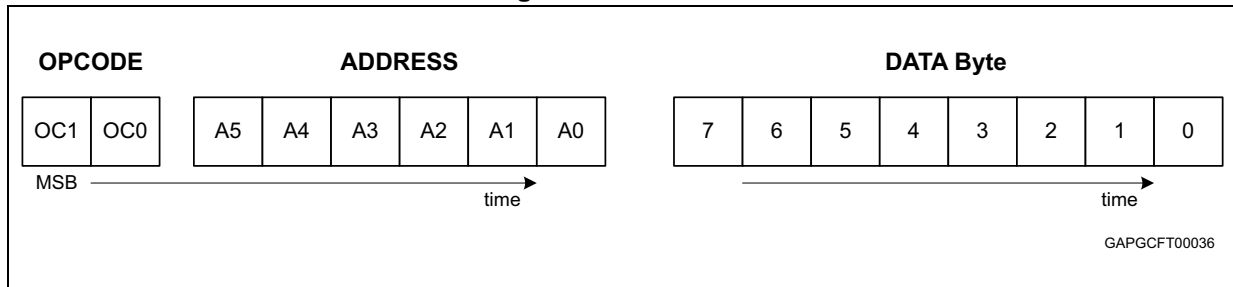 OPCODE ADDRESS DATA Byte
OC1 OC0 A5 A4 A3 A2 A1 A0 7 6 5 4 3 2 1 0
MSB time time
GAPGCFT00036